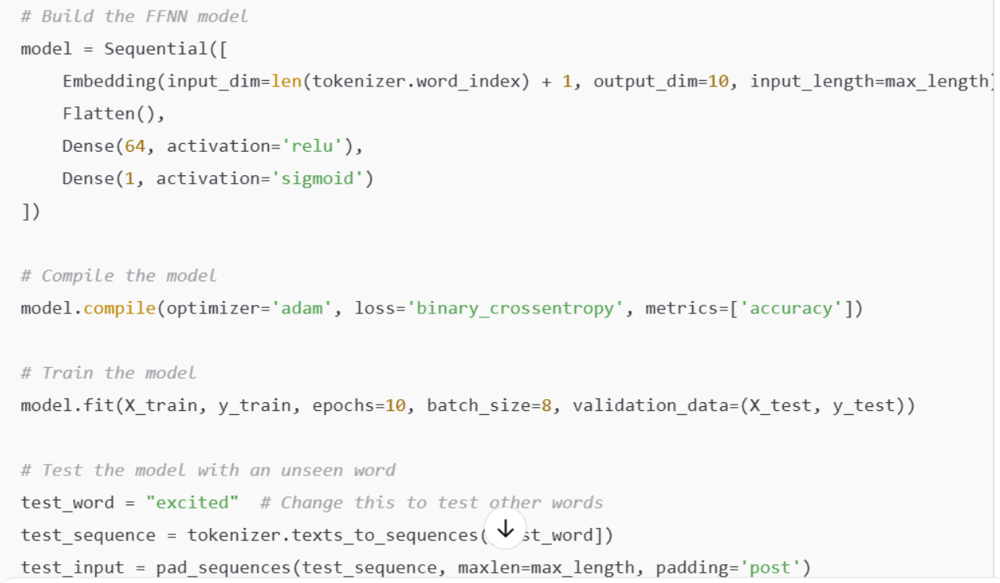 # Build the FFNN model
model = Sequential([
    Embedding(input_dim=len(tokenizer.word_index) + 1, output_dim=10, input_length=max_length)
    Flatten(),
    Dense(64, activation='relu'),
    Dense(1, activation='sigmoid')
])
# Compile the model
model.compile(optimizer='adam', loss='binary_crossentropy', metrics=['accuracy'])
# Train the model
model.fit(X_train, y_train, epochs=10, batch_size=8, validation_data=(X_test, y_test))
# Test the model with an unseen word
test_word = "excited"  # Change this to test other words
test_sequence = tokenizer.texts_to_sequences( st_word])
test_input = pad_sequences(test_sequence, maxlen=max_length, padding='post')